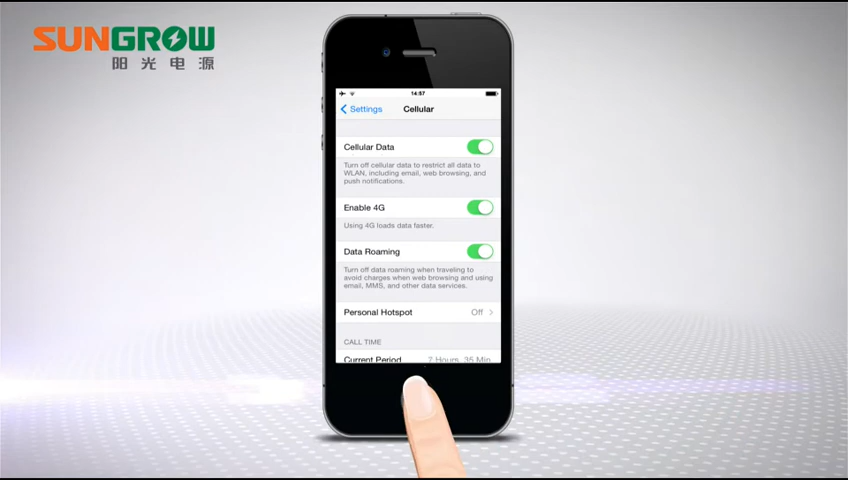 SUNGROW
阳光电源
14:57
Settings
Cellular
Cellular Data
Turn off cellular data to restrict all data to
WLAN, including email, web browsing, and
push notifications.
Enable 4G
Using 4G loads data faster.
Data Roaming
Turn off data roaming when traveling to
avoid charges when web browsing and using
email, MMS, and other data services.
Personal Hotspot Off
CALL TIME
Current Period 7 Hours, 35 Min